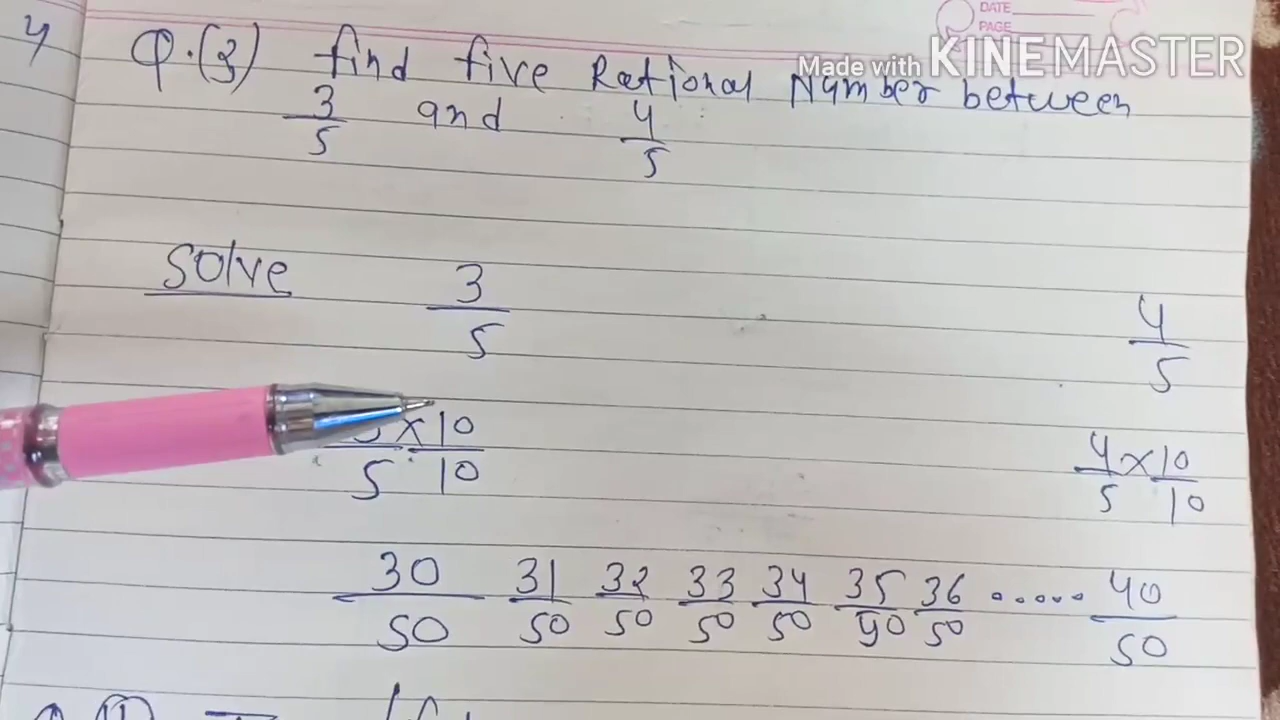 DATE
PAGE
Made with KINEMASTER
4
Q.(3) find five Rational Number between
3/5 and 4/5
Solve 3/5 4/5
5 × 10/10 4/5 × 10/10
30/50 31/50 32/50 33/50 34/50 35/50 36/50 ...... 40/50